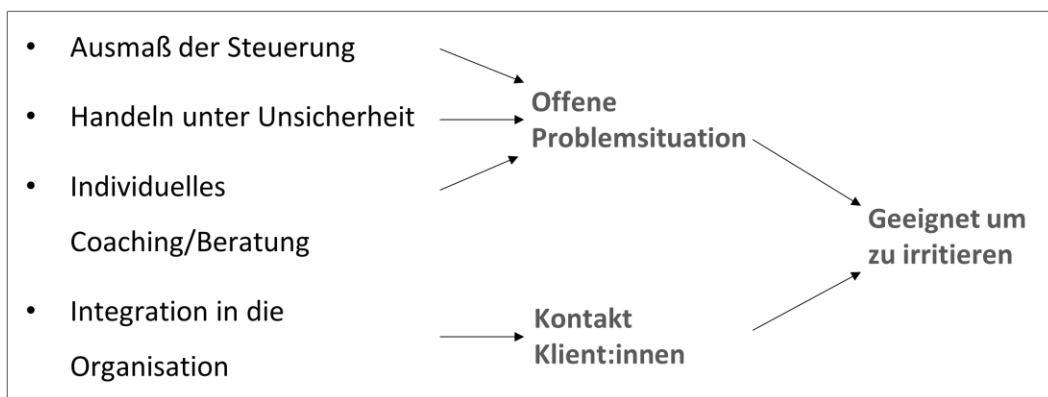 • Ausmaß der Steuerung
• Handeln unter Unsicherheit
• Individuelles
Coaching/Beratung
• Integration in die
Organisation
Offene
Problemsituation
Kontakt
Klient:innen
Geeignet um
zu irritieren